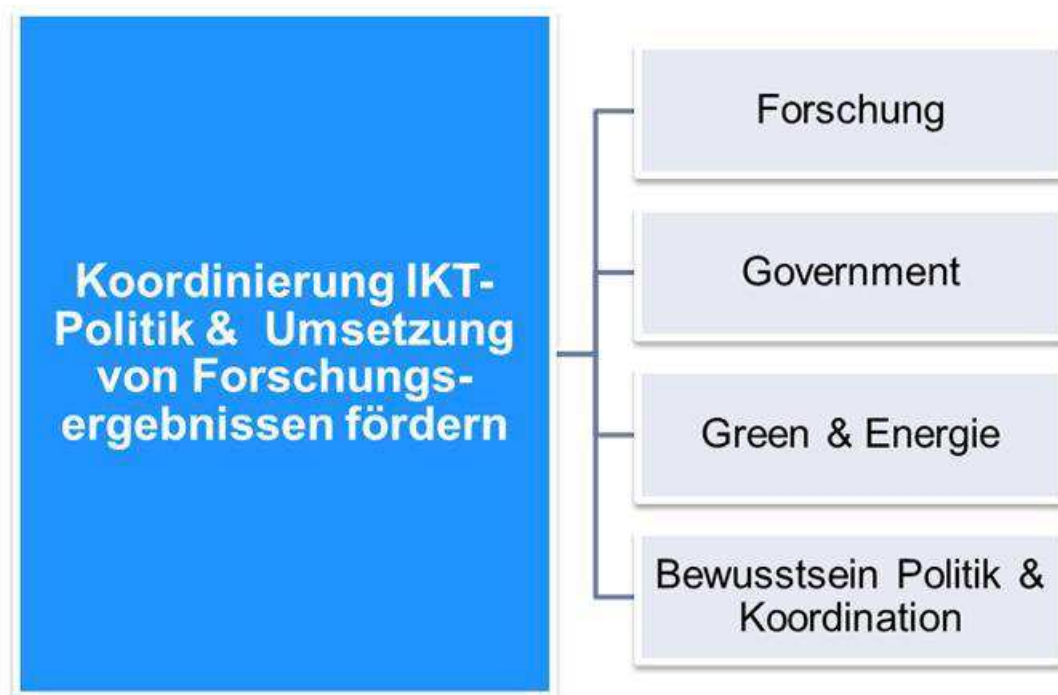 Koordinierung IKT-
Politik & Umsetzung
von Forschungs-
ergebnissen fördern
Forschung
Government
Green & Energie
Bewusstsein Politik &
Koordination